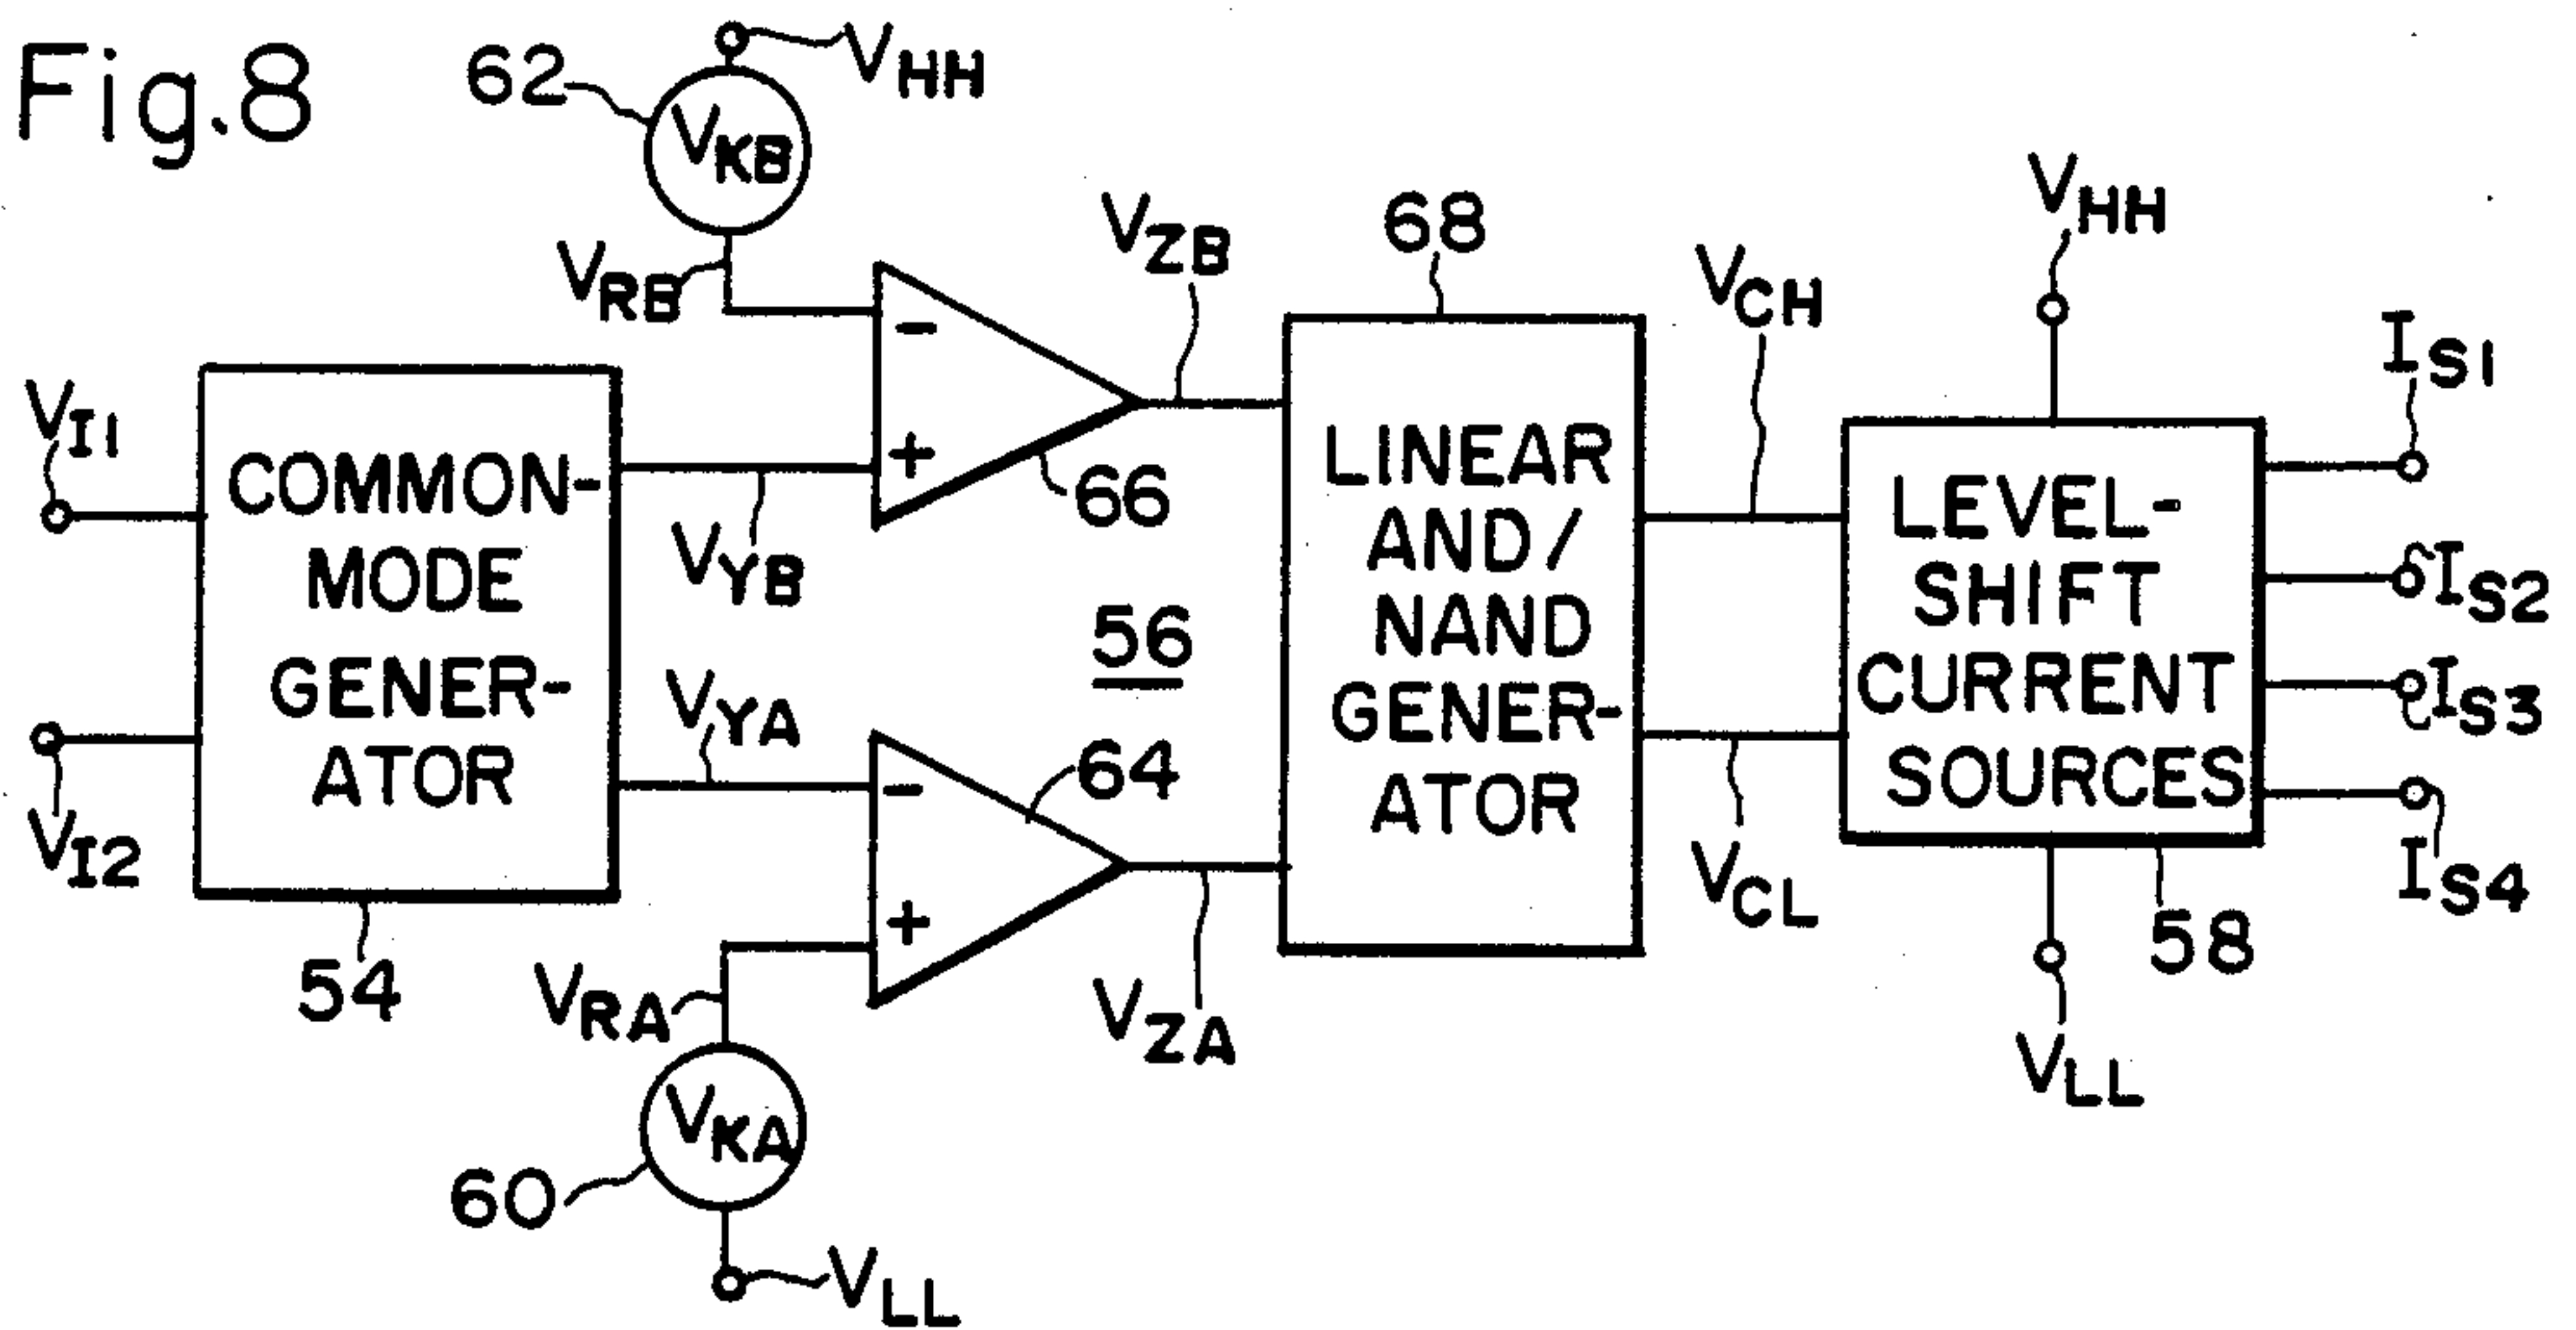 Fig.8
62
VHH
VKB
VRB
VZB
68
VHH
VCH
IS1
VI1
COMMON-
MODE
GENER-
ATOR
-
+
66
VYB
LINEAR
AND/
NAND
GENER-
ATOR
LEVEL-
SHIFT
CURRENT
SOURCES
IS2
IS3
IS4
56
VYA
64
-
+
VI2
54
VRA
VZA
VCL
58
VKA
60
VLL
VLL